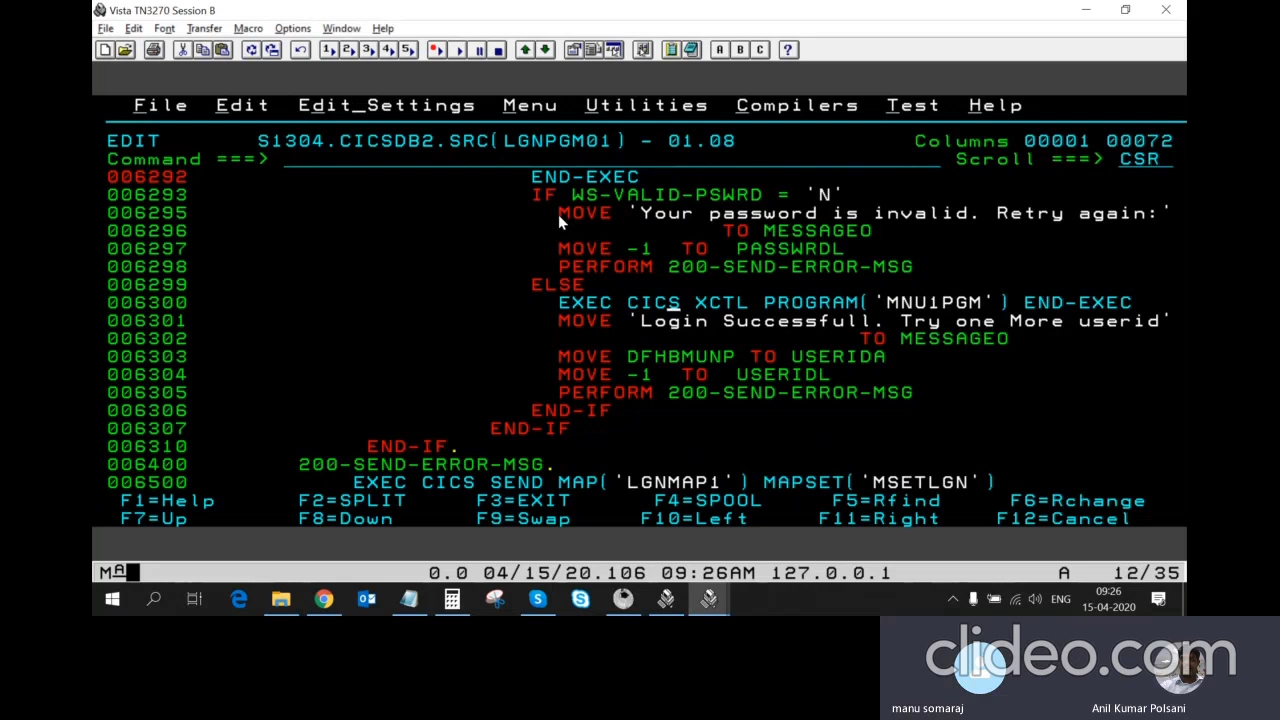 Vista TN3270 Session B
File Edit Font Transfer Macro Options Window Help
1 2 3 4 5 A B C ?
File Edit Edit_Settings Menu Utilities Compilers Test Help
EDIT S1304.CICSDB2.SRC(LGNPGM01) - 01.08 Columns 00001 00072
Command ===> Scroll ===> CSR
006292 END-EXEC
006293 IF WS-VALID-PSWRD = 'N'
006295 MOVE 'Your password is invalid. Retry again:'
006296 TO MESSAGEO
006297 MOVE -1 TO PASSWRDL
006298 PERFORM 200-SEND-ERROR-MSG
006299 ELSE
006300 EXEC CICS XCTL PROGRAM('MNU1PGM') END-EXEC
006301 MOVE 'Login Successfull. Try one More userid'
006302 TO MESSAGEO
006303 MOVE DFHBMUNP TO USERIDA
006304 MOVE -1 TO USERIDL
006305 PERFORM 200-SEND-ERROR-MSG
006306 END-IF
006307 END-IF
006310 END-IF.
006400 200-SEND-ERROR-MSG.
006500 EXEC CICS SEND MAP('LGNMAP1') MAPSET('MSETLGN')
F1=Help F2=SPLIT F3=EXIT F4=SPOOL F5=Rfind F6=Rchange
F7=Up F8=Down F9=Swap F10=Left F11=Right F12=Cancel
MA 0.0 04/15/20.106 09:26AM 127.0.0.1 A 12/35
ENG 09:26
15-04-2020
clideo.com
manu somaraj Anil Kumar Polsani